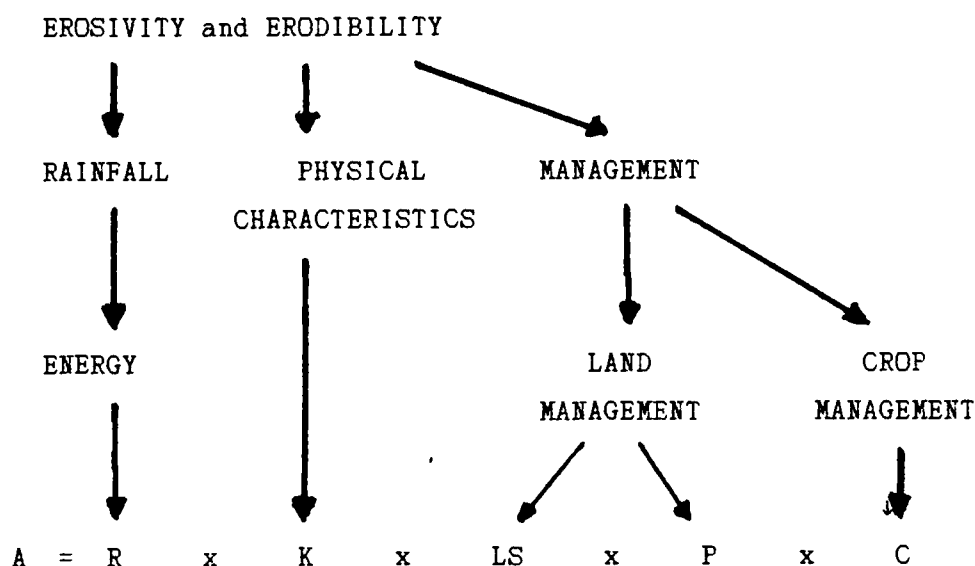 EROSIVITY and ERODIBILITY
RAINFALL PHYSICAL MANAGEMENT
CHARACTERISTICS
ENERGY LAND CROP
MANAGEMENT MANAGEMENT
A = R x K x LS x P x C